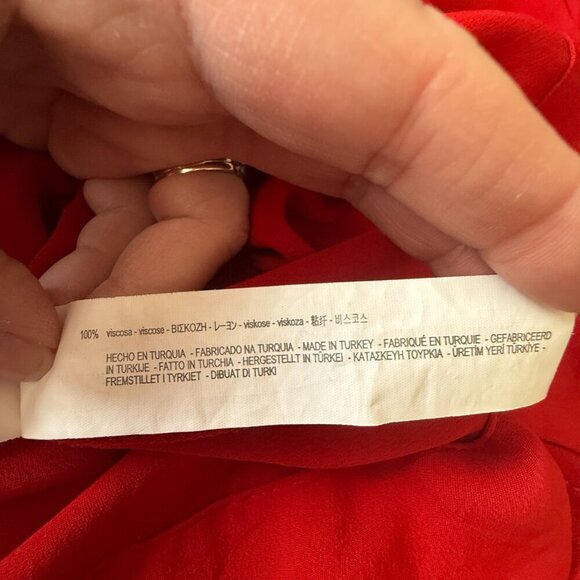 100% viscosa - viscose - ΒΙΣΚΟΖΗ - レーヨン - viskose - viskoza - 粘纤 - 비스코스
HECHO EN TURQUIA - FABRICADO NA TURQUIA - MADE IN TURKEY - FABRIQUÉ EN TURQUIE - GEFABRICEERD
IN TURKIJE - FATTO IN TURCHIA - HERGESTELLT IN TÜRKEI - ΚΑΤΑΣΚΕΥΗ ΤΟΥΡΚΙΑ - ÜRETİM YERİ TÜRKİYE -
FREMSTILLET I TYRKIET - DIBUAT DI TURKI